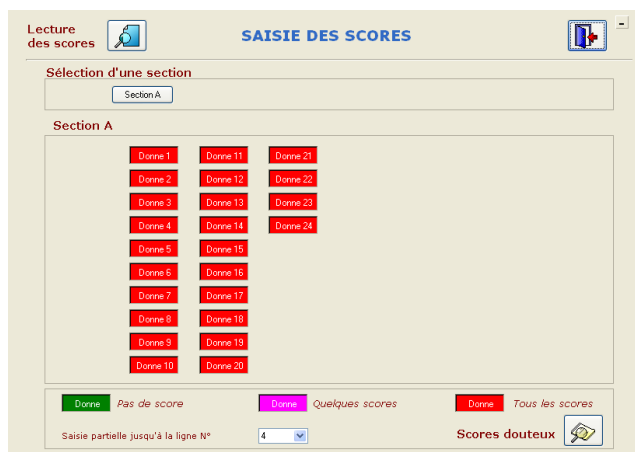 Lecture
des scores
SAISIE DES SCORES
Sélection d'une section
Section A
Section A
Donne 1 Donne 11 Donne 21
Donne 2 Donne 12 Donne 22
Donne 3 Donne 13 Donne 23
Donne 4 Donne 14 Donne 24
Donne 5 Donne 15
Donne 6 Donne 16
Donne 7 Donne 17
Donne 8 Donne 18
Donne 9 Donne 19
Donne 10 Donne 20
Donne Pas de score Donne Quelques scores Donne Tous les scores
Saisie partielle jusqu'à la ligne N° 4 Scores douteux